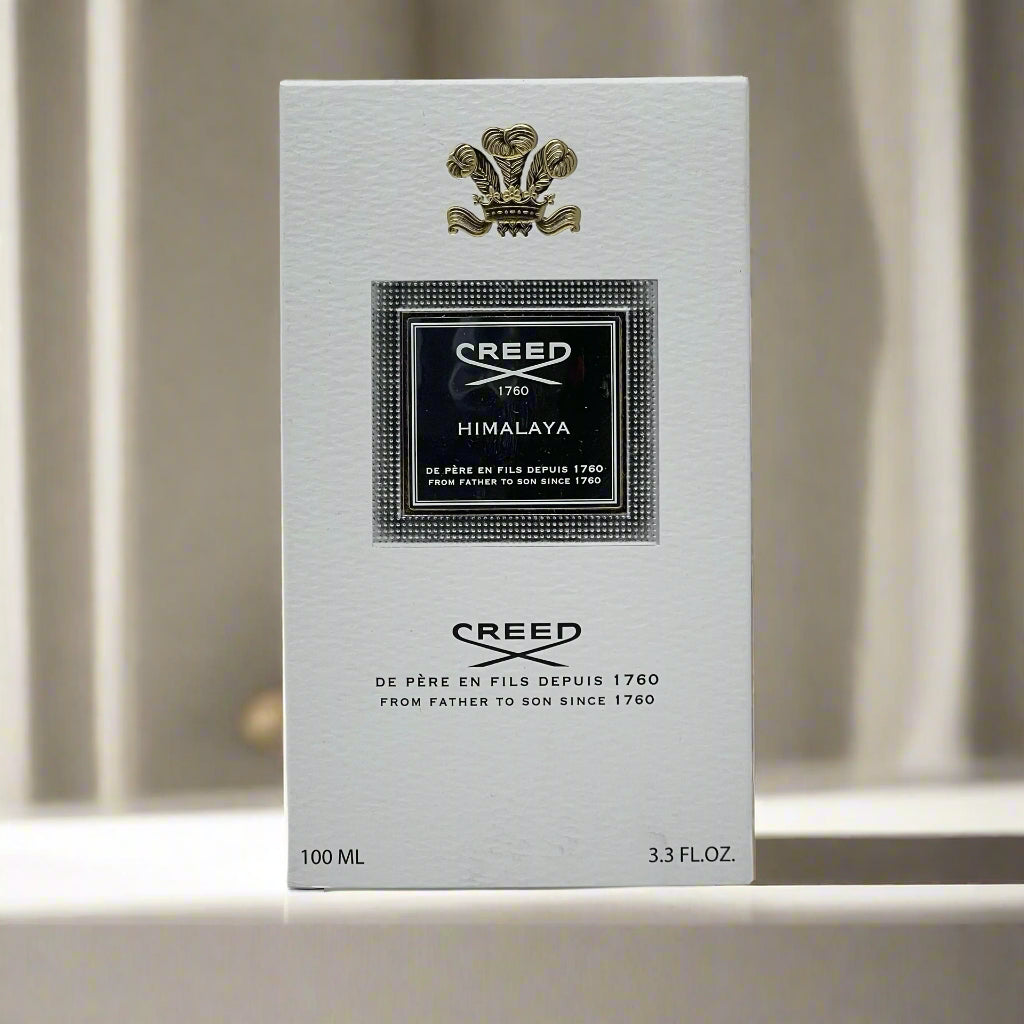 CREED
1760
HIMALAYA
DE PÈRE EN FILS DEPUIS 1760
FROM FATHER TO SON SINCE 1760
CREED
DE PÈRE EN FILS DEPUIS 1760
FROM FATHER TO SON SINCE 1760
100 ML 3.3 FL.OZ.